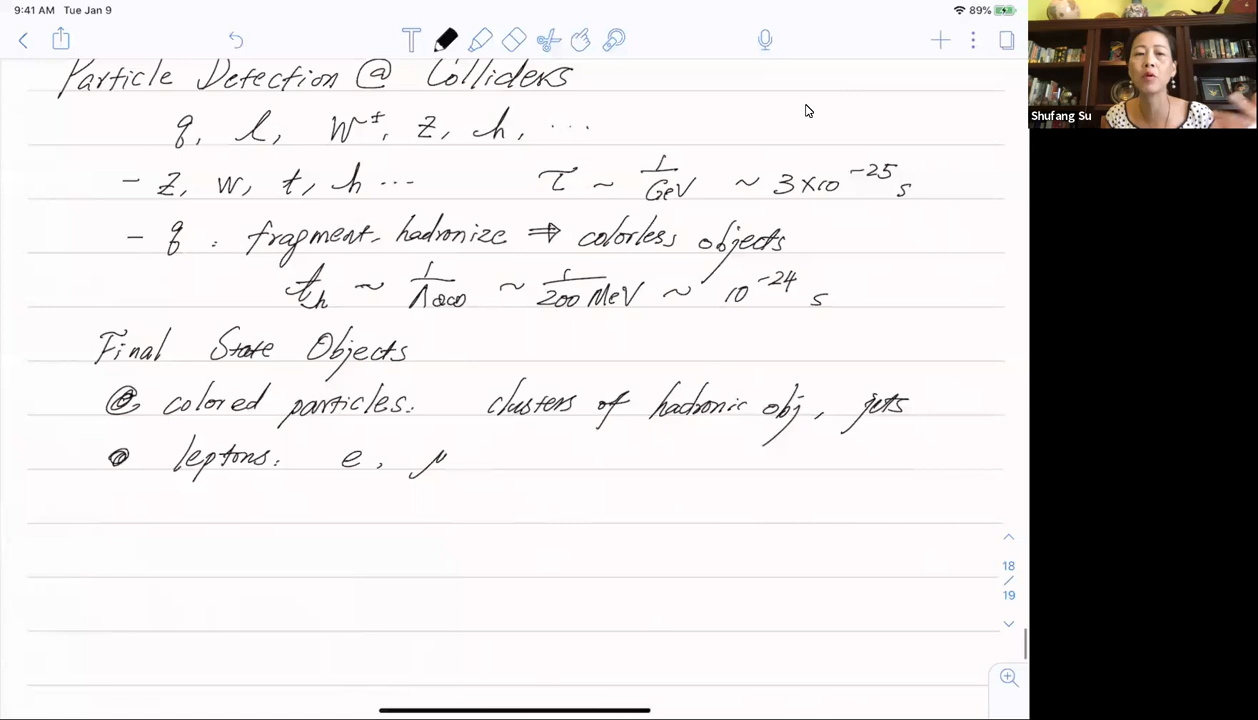 9:41 AM Tue Jan 9
89%
Particle Detection @ Colliders
q, l, W±, Z, h, ...
Shufang Su
- Z, W, t, h ... τ ~ 1/GeV ~ 3×10^-25 s
- q : fragment, hadronize ⇒ colorless objects
t_h ~ 1/Λ_QCD ~ 1/200 MeV ~ 10^-24 s
Final State Objects
colored particles: clusters of hadronic obj, jets
leptons: e, μ
18
/
19